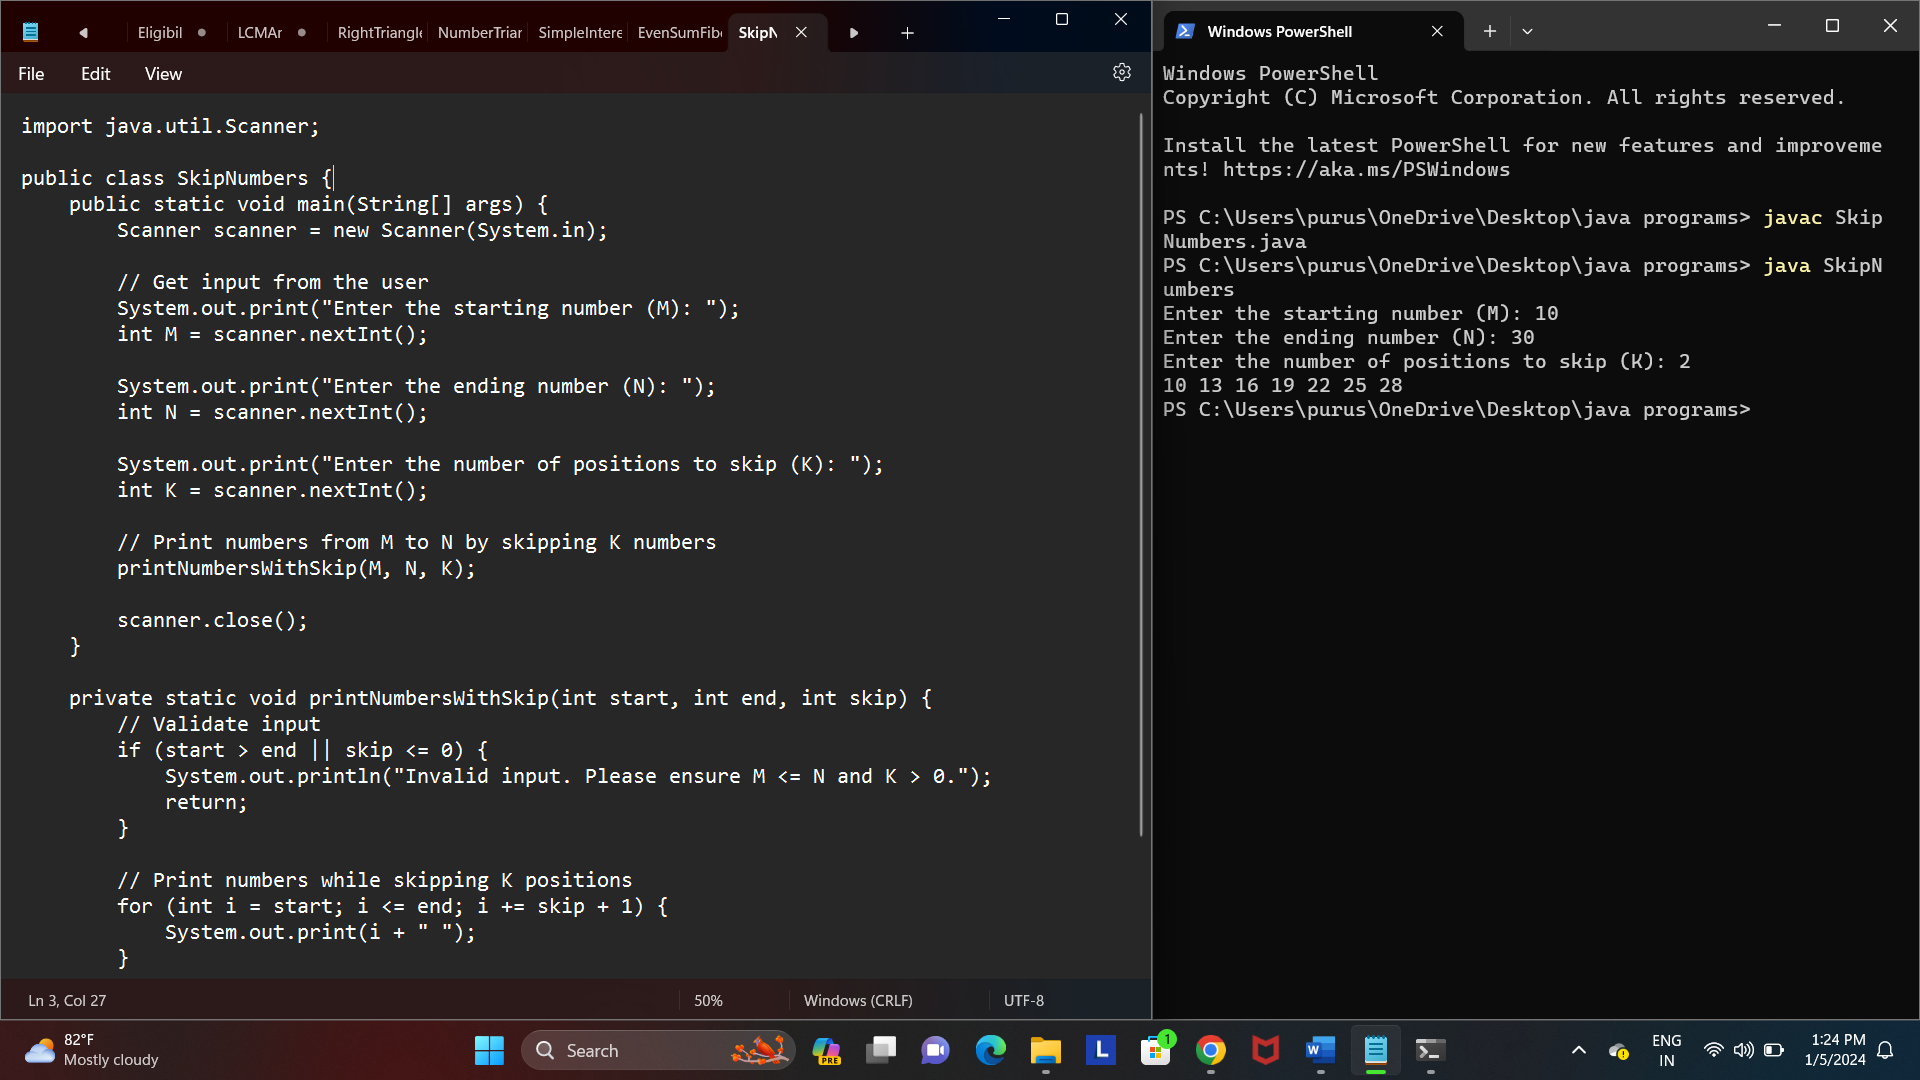 Eligibil
LCMAr
RightTriangle
NumberTriar
SimpleIntere
EvenSumFib
SkipN
File Edit View
import java.util.Scanner;
public class SkipNumbers {
    public static void main(String[] args) {
        Scanner scanner = new Scanner(System.in);
        // Get input from the user
        System.out.print("Enter the starting number (M): ");
        int M = scanner.nextInt();
        System.out.print("Enter the ending number (N): ");
        int N = scanner.nextInt();
        System.out.print("Enter the number of positions to skip (K): ");
        int K = scanner.nextInt();
        // Print numbers from M to N by skipping K numbers
        printNumbersWithSkip(M, N, K);
        scanner.close();
    }
    private static void printNumbersWithSkip(int start, int end, int skip) {
        // Validate input
        if (start > end || skip <= 0) {
            System.out.println("Invalid input. Please ensure M <= N and K > 0.");
            return;
        }
        // Print numbers while skipping K positions
        for (int i = start; i <= end; i += skip + 1) {
            System.out.print(i + " ");
        }
Ln 3, Col 27
50%
Windows (CRLF)
UTF-8
Windows PowerShell
Windows PowerShell
Copyright (C) Microsoft Corporation. All rights reserved.
Install the latest PowerShell for new features and improveme
nts! https://aka.ms/PSWindows
PS C:\Users\purus\OneDrive\Desktop\java programs> javac Skip
Numbers.java
PS C:\Users\purus\OneDrive\Desktop\java programs> java SkipN
umbers
Enter the starting number (M): 10
Enter the ending number (N): 30
Enter the number of positions to skip (K): 2
10 13 16 19 22 25 28
PS C:\Users\purus\OneDrive\Desktop\java programs>
82°F
Mostly cloudy
Search
PRE
L
1
W
ENG
IN
1:24 PM
1/5/2024